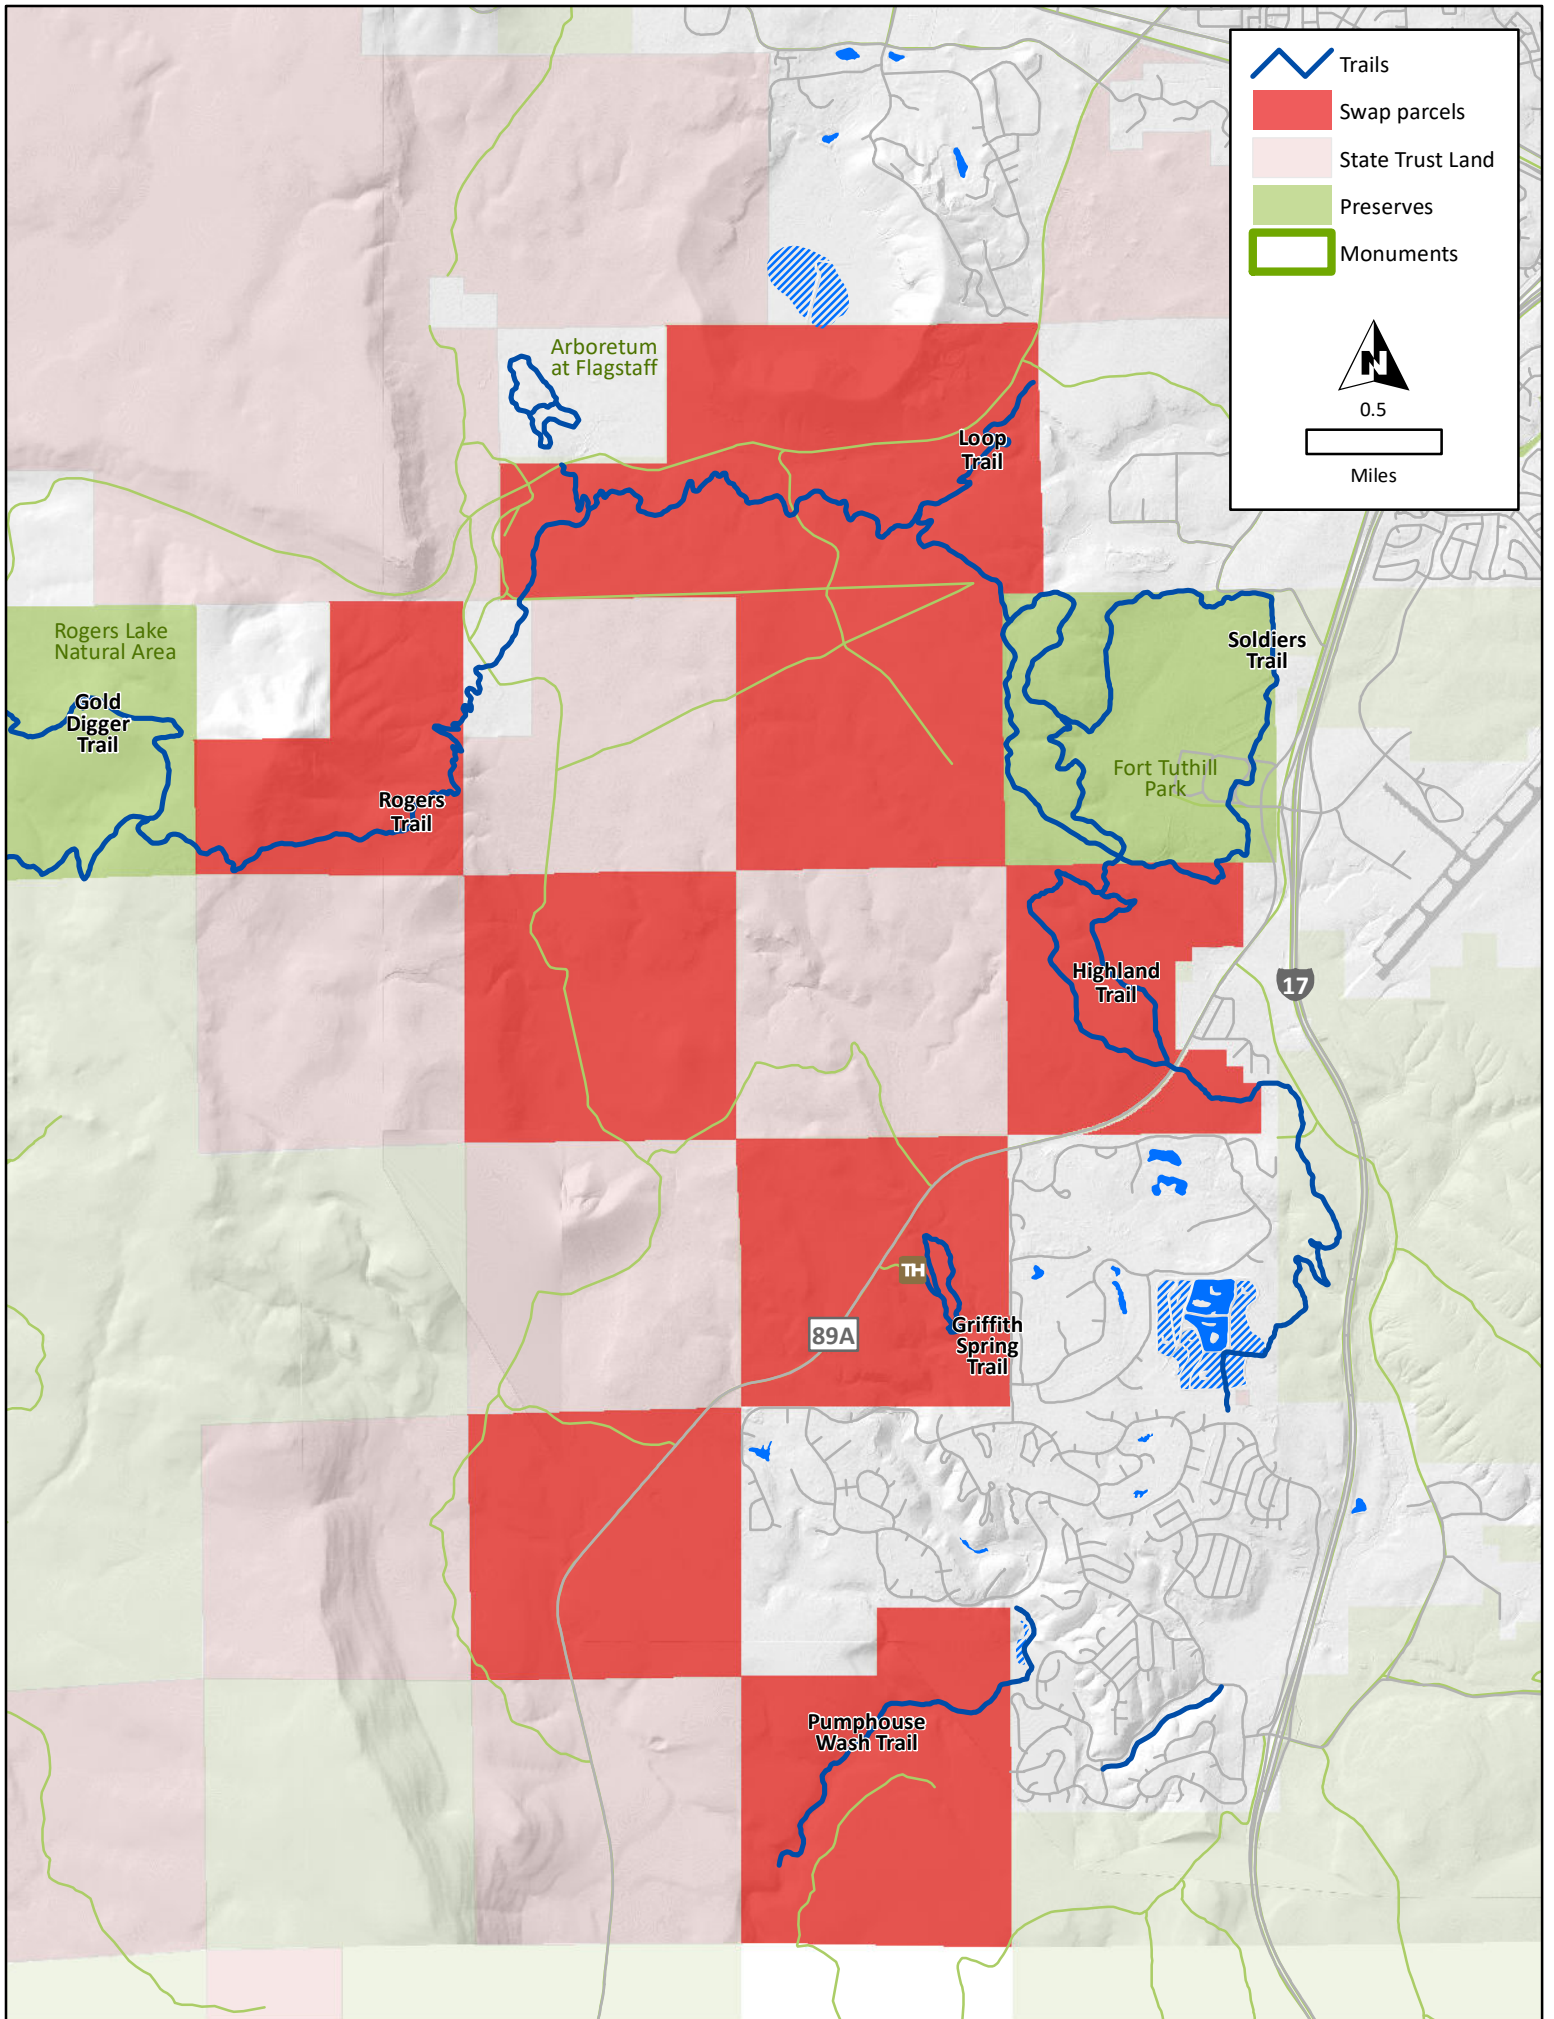 Trails
Swap parcels
State Trust Land
Preserves
Monuments
N
0.5
Miles
Arboretum
at Flagstaff
Loop
Trail
Rogers Lake
Natural Area
Gold
Digger
Trail
Soldiers
Trail
Fort Tuthill
Park
Rogers
Trail
Highland
Trail
17
TH
89A
Griffith
Spring
Trail
Pumphouse
Wash Trail